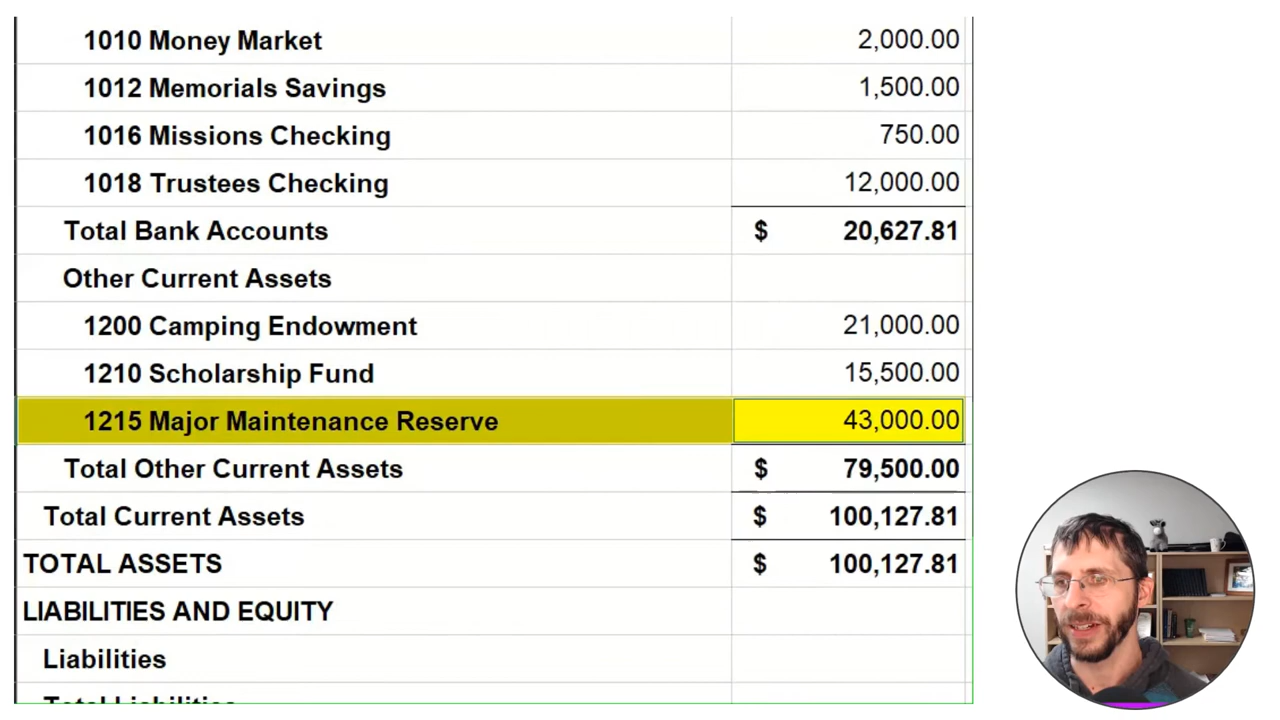 1010 Money Market 2,000.00
1012 Memorials Savings 1,500.00
1016 Missions Checking 750.00
1018 Trustees Checking 12,000.00
Total Bank Accounts $ 20,627.81
Other Current Assets
1200 Camping Endowment 21,000.00
1210 Scholarship Fund 15,500.00
1215 Major Maintenance Reserve 43,000.00
Total Other Current Assets $ 79,500.00
Total Current Assets $ 100,127.81
TOTAL ASSETS $ 100,127.81
LIABILITIES AND EQUITY
Liabilities
Total Liabilities